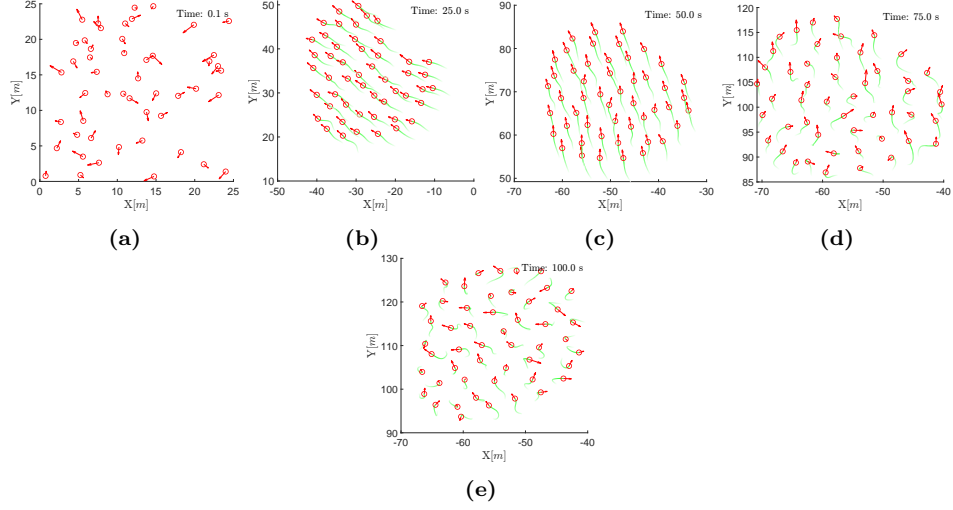 Time: 0.1 s
25
20
15
10
5
0
Y[m]
0
5
10
15
20
25
X[m]
(a)
Time: 25.0 s
50
40
30
20
10
Y[m]
-50
-40
-30
-20
-10
0
X[m]
(b)
Time: 50.0 s
90
80
70
60
50
Y[m]
-70
-60
-50
-40
-30
X[m]
(c)
Time: 75.0 s
120
115
110
105
100
95
90
85
Y[m]
-70
-60
-50
-40
X[m]
(d)
Time: 100.0 s
130
120
110
100
90
Y[m]
-70
-60
-50
-40
X[m]
(e)